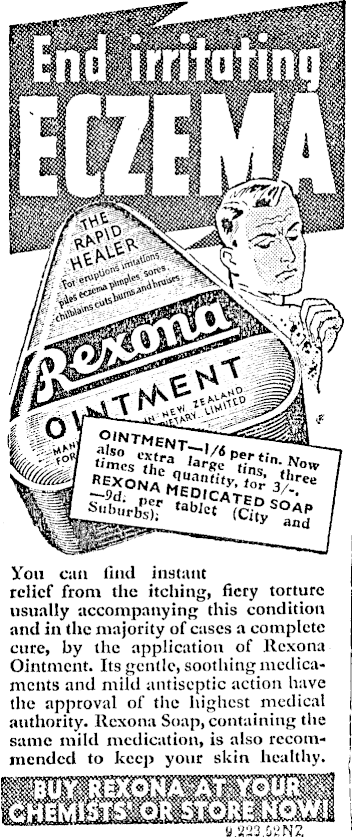 End irritating
ECZEMA
THE
RAPID
HEALER
For eruptions irritations
piles eczema pimples sores
chilblains cuts burns and bruises
Rexona
OINTMENT
IN NEW ZEALAND
FOR LIMITED
OINTMENT—1/6 per tin. Now
also extra large tins, three
times the quantity, for 3/-.
REXONA MEDICATED SOAP
—9d. per tablet (City and
Suburbs);
You can find instant
relief from the itching, fiery torture
usually accompanying this condition
and in the majority of cases a complete
cure, by the application of Rexona
Ointment. Its gentle, soothing medica-
ments and mild antiseptic action have
the approval of the highest medical
authority. Rexona Soap, containing the
same mild medication, is also recom-
mended to keep your skin healthy.
BUY REXONA AT YOUR
CHEMISTS' OR STORE NOW!
9.223.52NZ